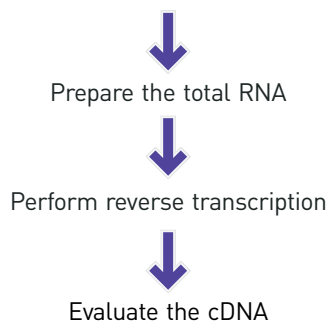 Prepare the total RNA
Perform reverse transcription
Evaluate the cDNA